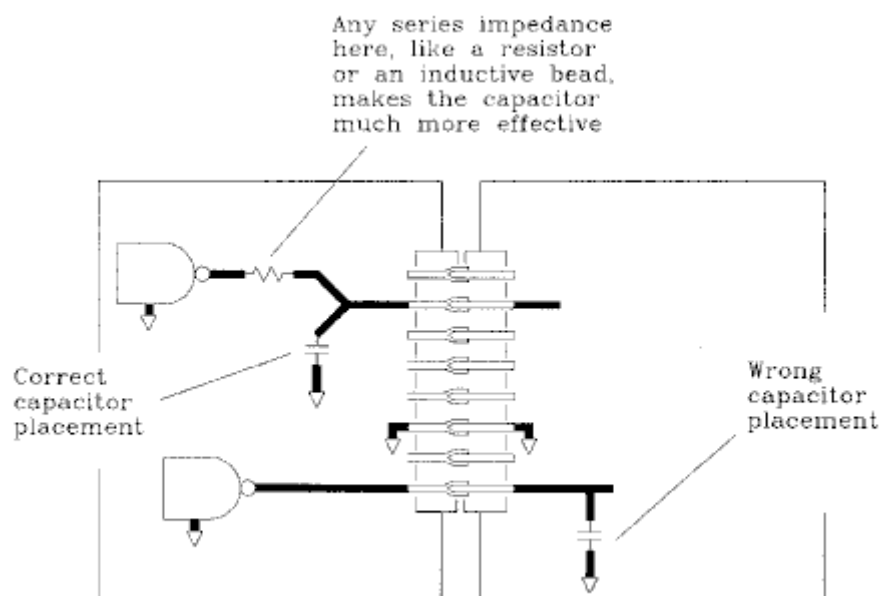 Any series impedance
here, like a resistor
or an inductive bead,
makes the capacitor
much more effective
Correct
capacitor
placement
Wrong
capacitor
placement